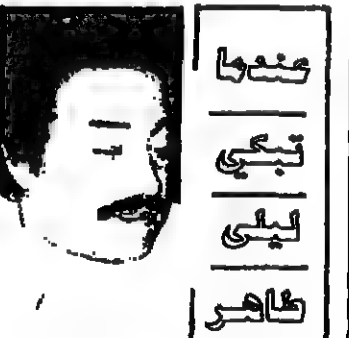 عندما
تبكي
ليلى
طاهر